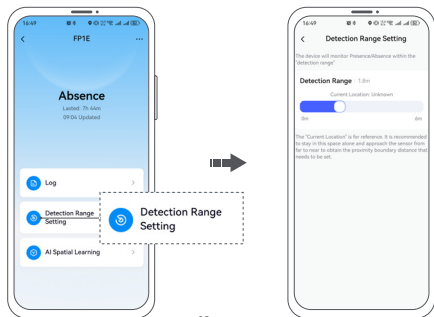 16:49
FP1E
Absence
Lasted: 7h 44m
09:04 Updated
Log
Detection Range
Setting
AI Spatial Learning
Detection Range
Setting
16:49
Detection Range Setting
The device will monitor Presence/Absence within the
"detection range"
Detection Range 1.8m
Current Location: Unknown
0m
6m
The "Current Location" is for reference. It is recommended
to stay in this space alone and approach the sensor from
far to near to obtain the proximity boundary distance that
needs to be set.